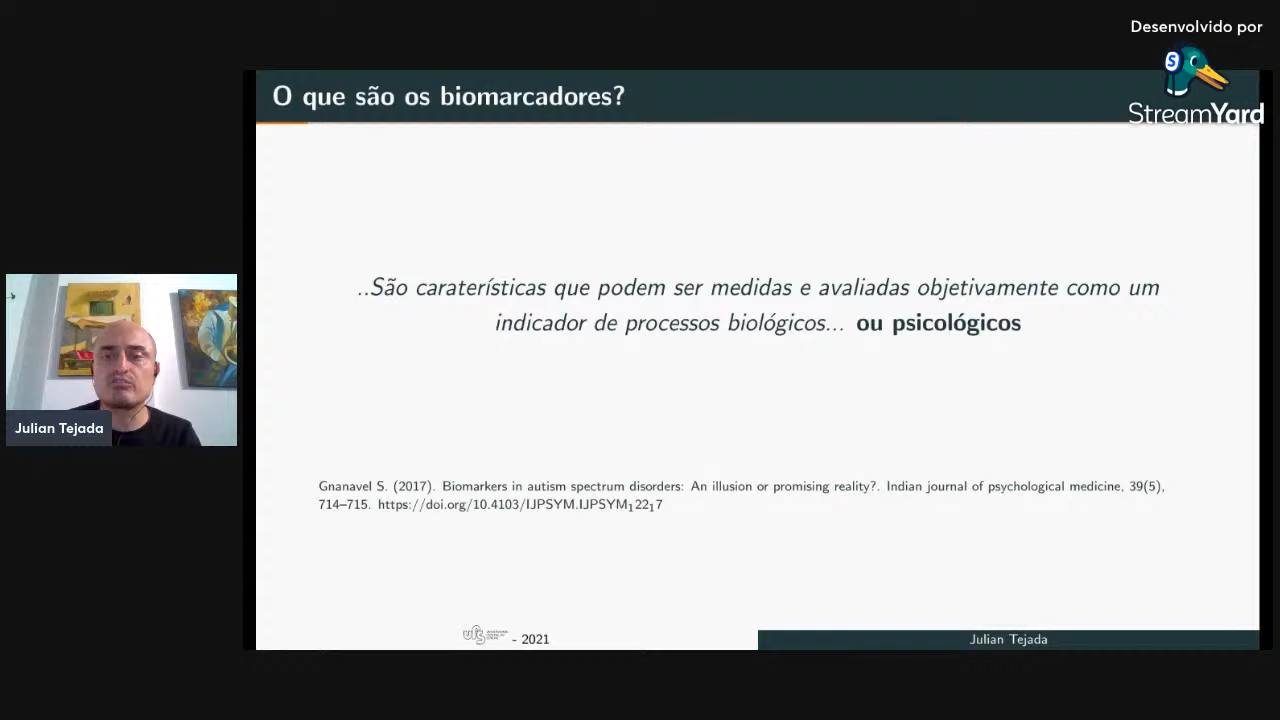 Desenvolvido por
S
StreamYard
O que são os biomarcadores?
..São caraterísticas que podem ser medidas e avaliadas objetivamente como um
indicador de processos biológicos... ou psicológicos
Julian Tejada
Gnanavel S. (2017). Biomarkers in autism spectrum disorders: An illusion or promising reality?. Indian journal of psychological medicine, 39(5),
714–715. https://doi.org/10.4103/IJPSYM.IJPSYM₁22₁7
ufs
- 2021
Julian Tejada